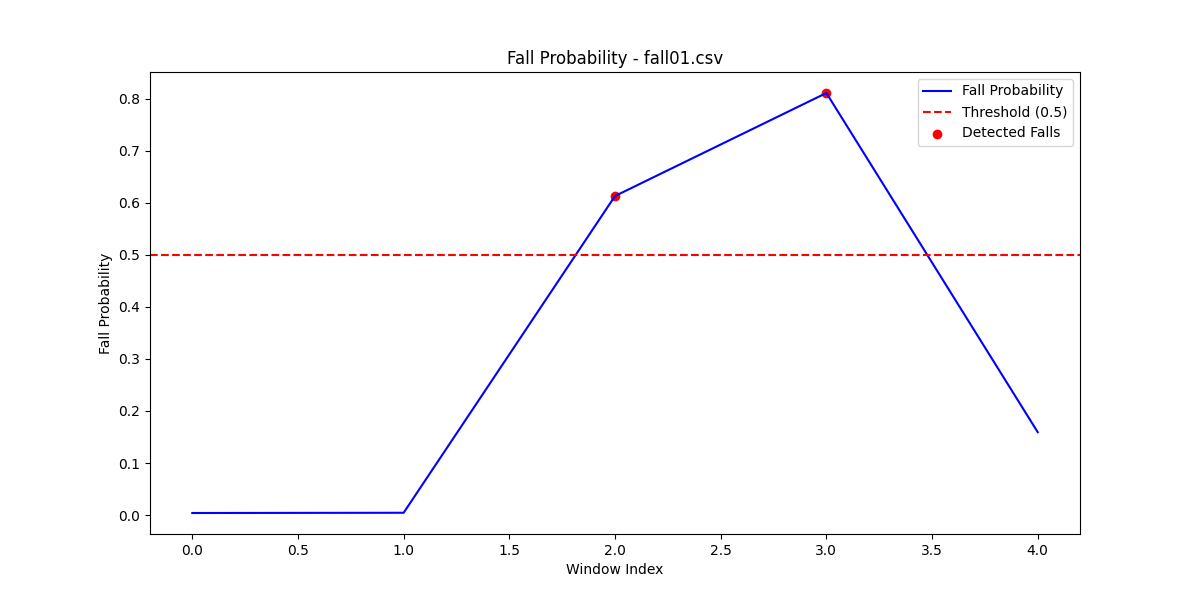 Fall Probability - fall01.csv
Fall Probability
Threshold (0.5)
Detected Falls
Fall Probability
0.8
0.7
0.6
0.5
0.4
0.3
0.2
0.1
0.0
0.0 0.5 1.0 1.5 2.0 2.5 3.0 3.5 4.0
Window Index